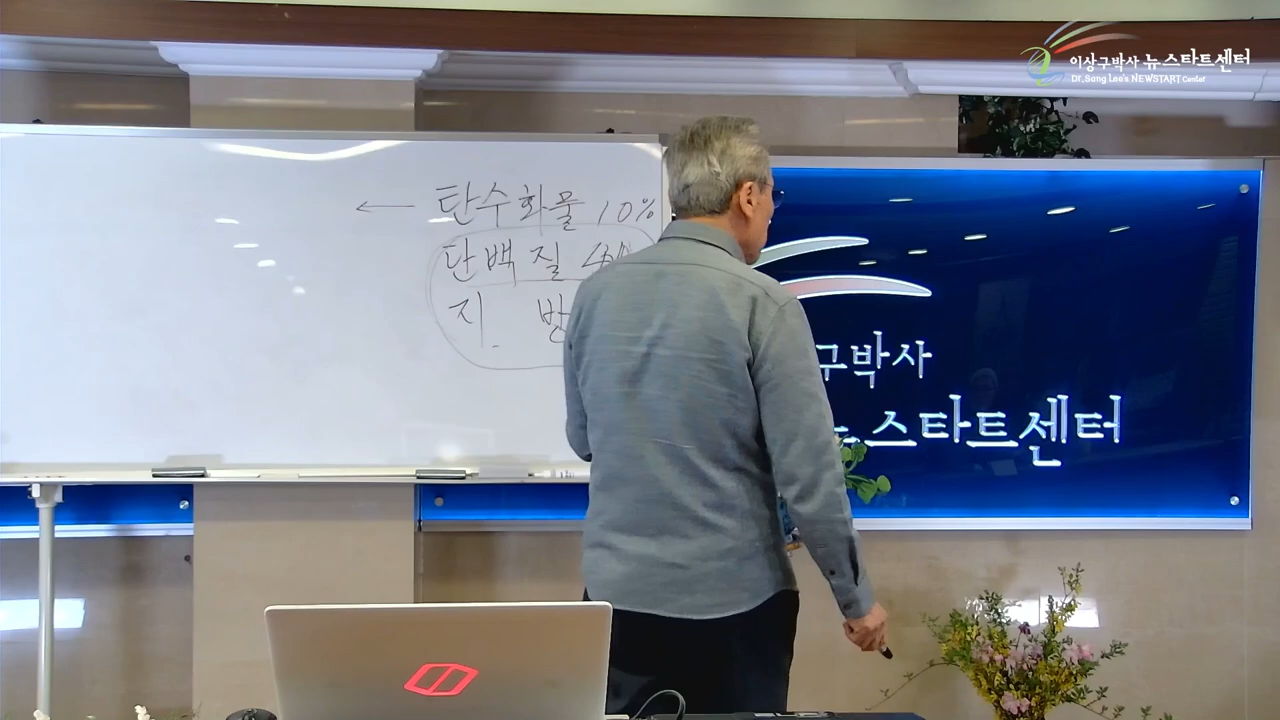 이상구박사 뉴스타트센터
Dr. Sang Lee's NEWSTART Center
← 탄수화물 10%
단백질
지 방
구박사
스타트센터